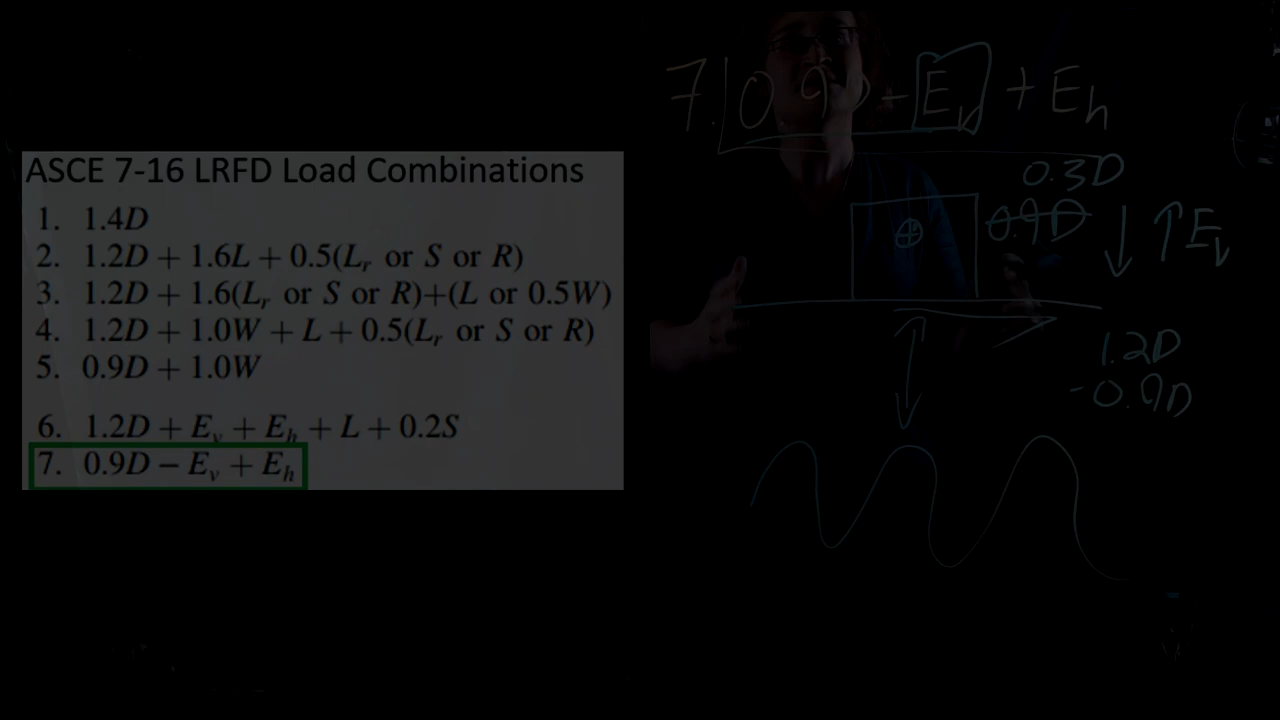 ASCE 7-16 LRFD Load Combinations
1. 1.4D
2. 1.2D + 1.6L + 0.5(Lr or S or R)
3. 1.2D + 1.6(Lr or S or R)+(L or 0.5W)
4. 1.2D + 1.0W + L + 0.5(Lr or S or R)
5. 0.9D + 1.0W
6. 1.2D + Ev + Eh + L + 0.2S
7. 0.9D − Ev + Eh
7. 0.9D - Ev + Eh
0.3D
0.9D ↓ ↑Ev
1.2D
-0.9D